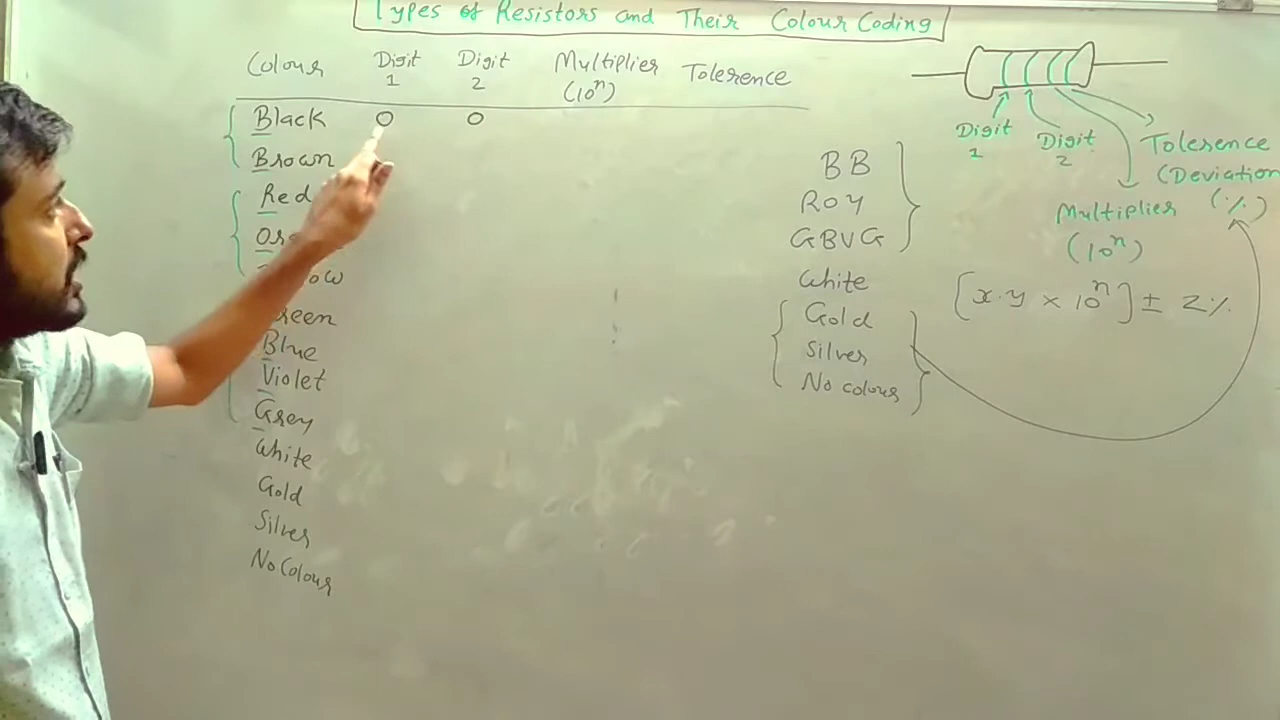 Types of Resistors and Their Colour Coding
Colour Digit 1 Digit 2 Multiplier (10ⁿ) Tolerence
Black 0 0
Brown
Red
Green
Blue
Violet
Grey
White
Gold
Silver
No Colour
BB
ROY
GBVG
White
Gold
Silver
No colour
Digit 1
Digit 2
Multiplier
(10ⁿ)
Tolerence
(Deviation
(%)
[x.y × 10ⁿ] ± Z%